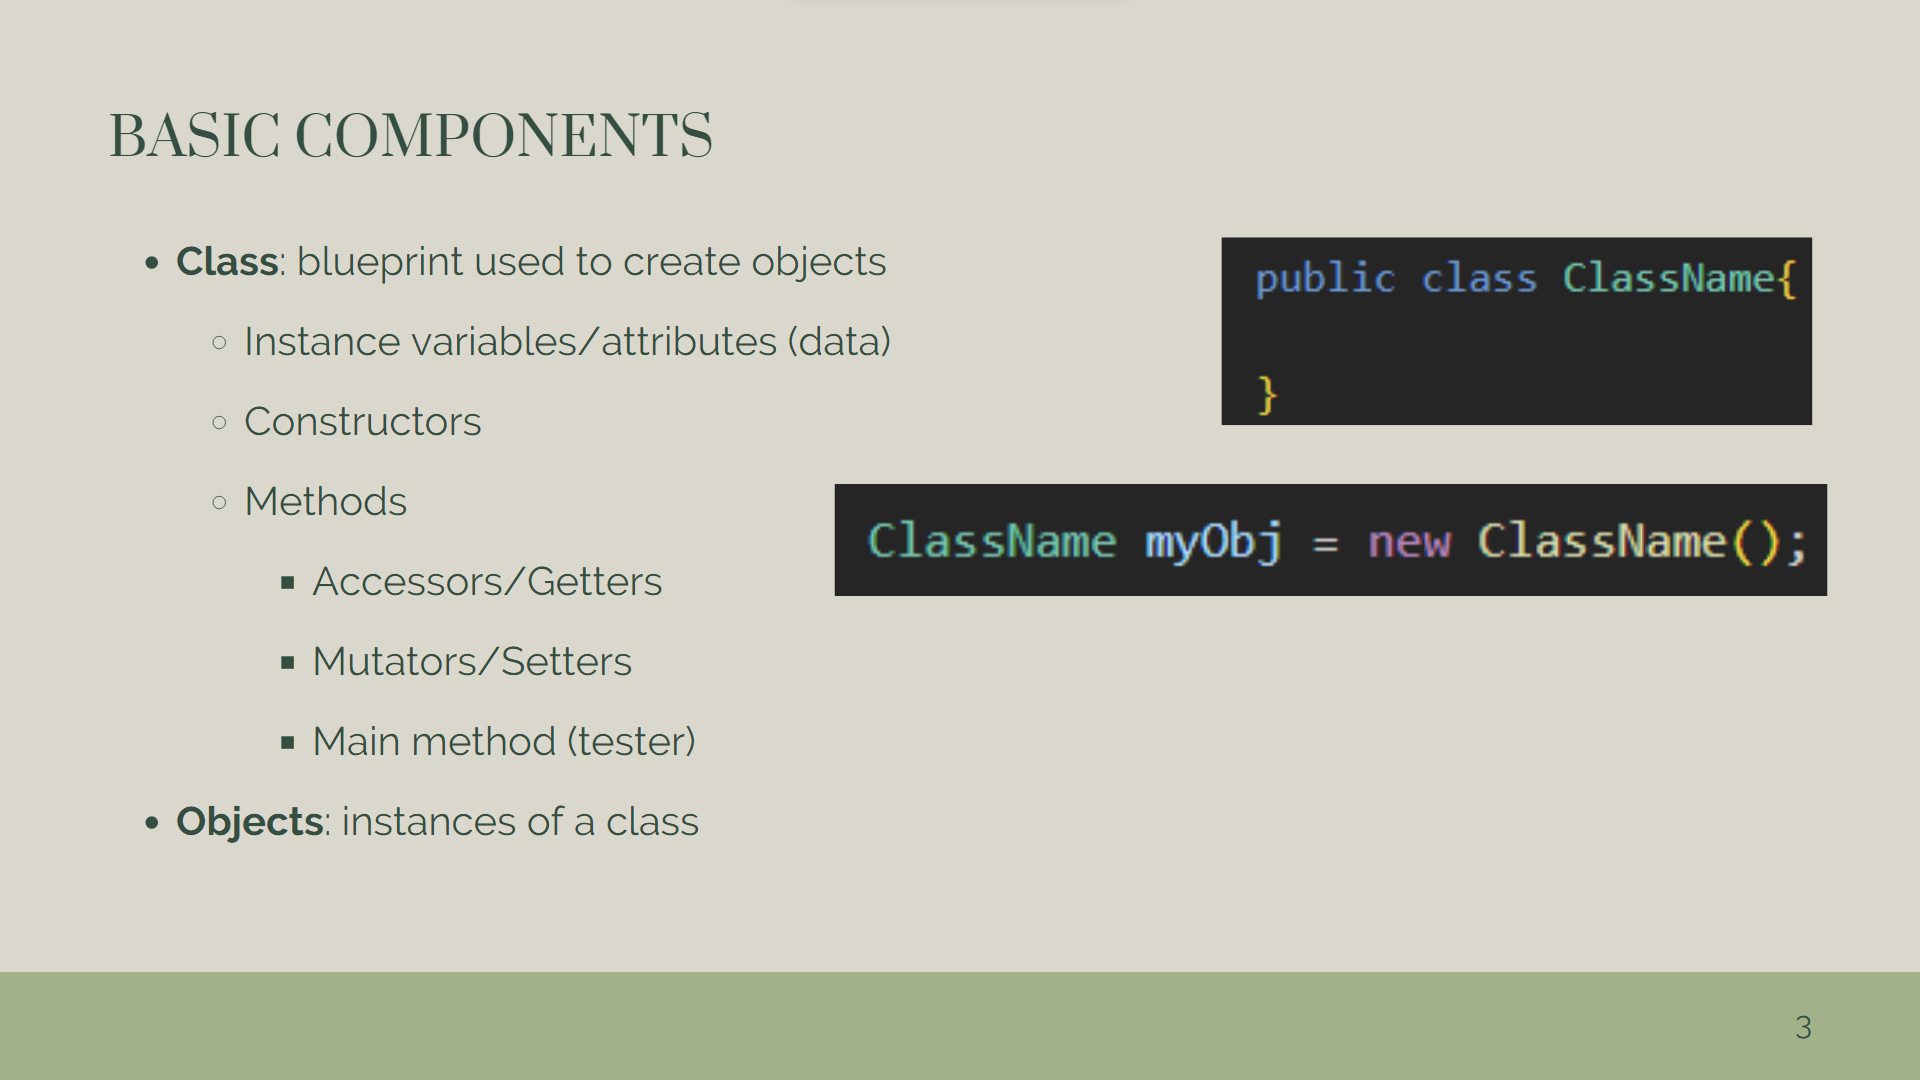 BASIC COMPONENTS
• Class: blueprint used to create objects
○ Instance variables/attributes (data)
○ Constructors
○ Methods
▪ Accessors/Getters
▪ Mutators/Setters
▪ Main method (tester)
• Objects: instances of a class
public class ClassName{
}
ClassName myObj = new ClassName();
3